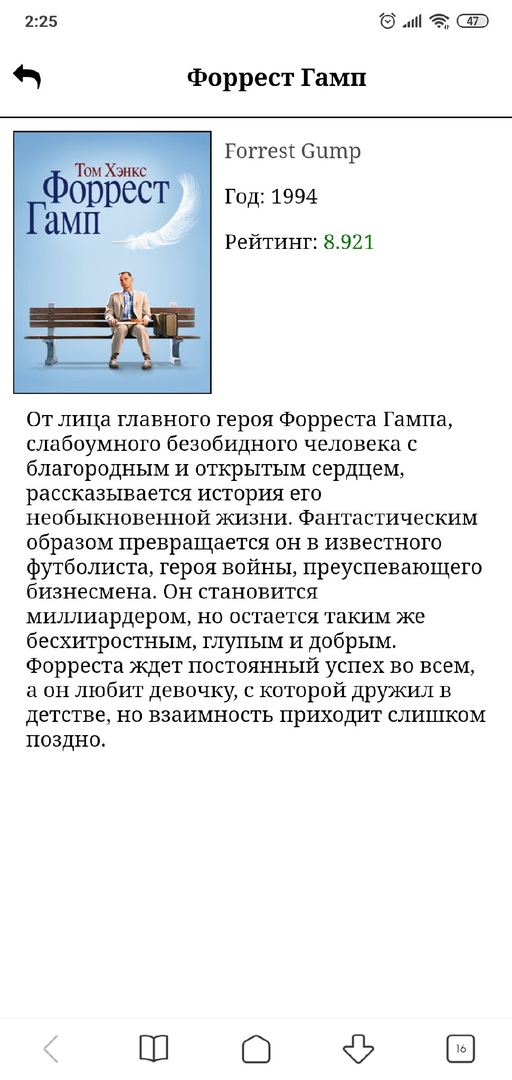 2:25
47
Форрест Гамп
Том Хэнкс
Форрест
Гамп
Forrest Gump
Год: 1994
Рейтинг: 8.921
От лица главного героя Форреста Гампа,
слабоумного безобидного человека с
благородным и открытым сердцем,
рассказывается история его
необыкновенной жизни. Фантастическим
образом превращается он в известного
футболиста, героя войны, преуспевающего
бизнесмена. Он становится
миллиардером, но остается таким же
бесхитростным, глупым и добрым.
Форреста ждет постоянный успех во всем,
а он любит девочку, с которой дружил в
детстве, но взаимность приходит слишком
поздно.
16